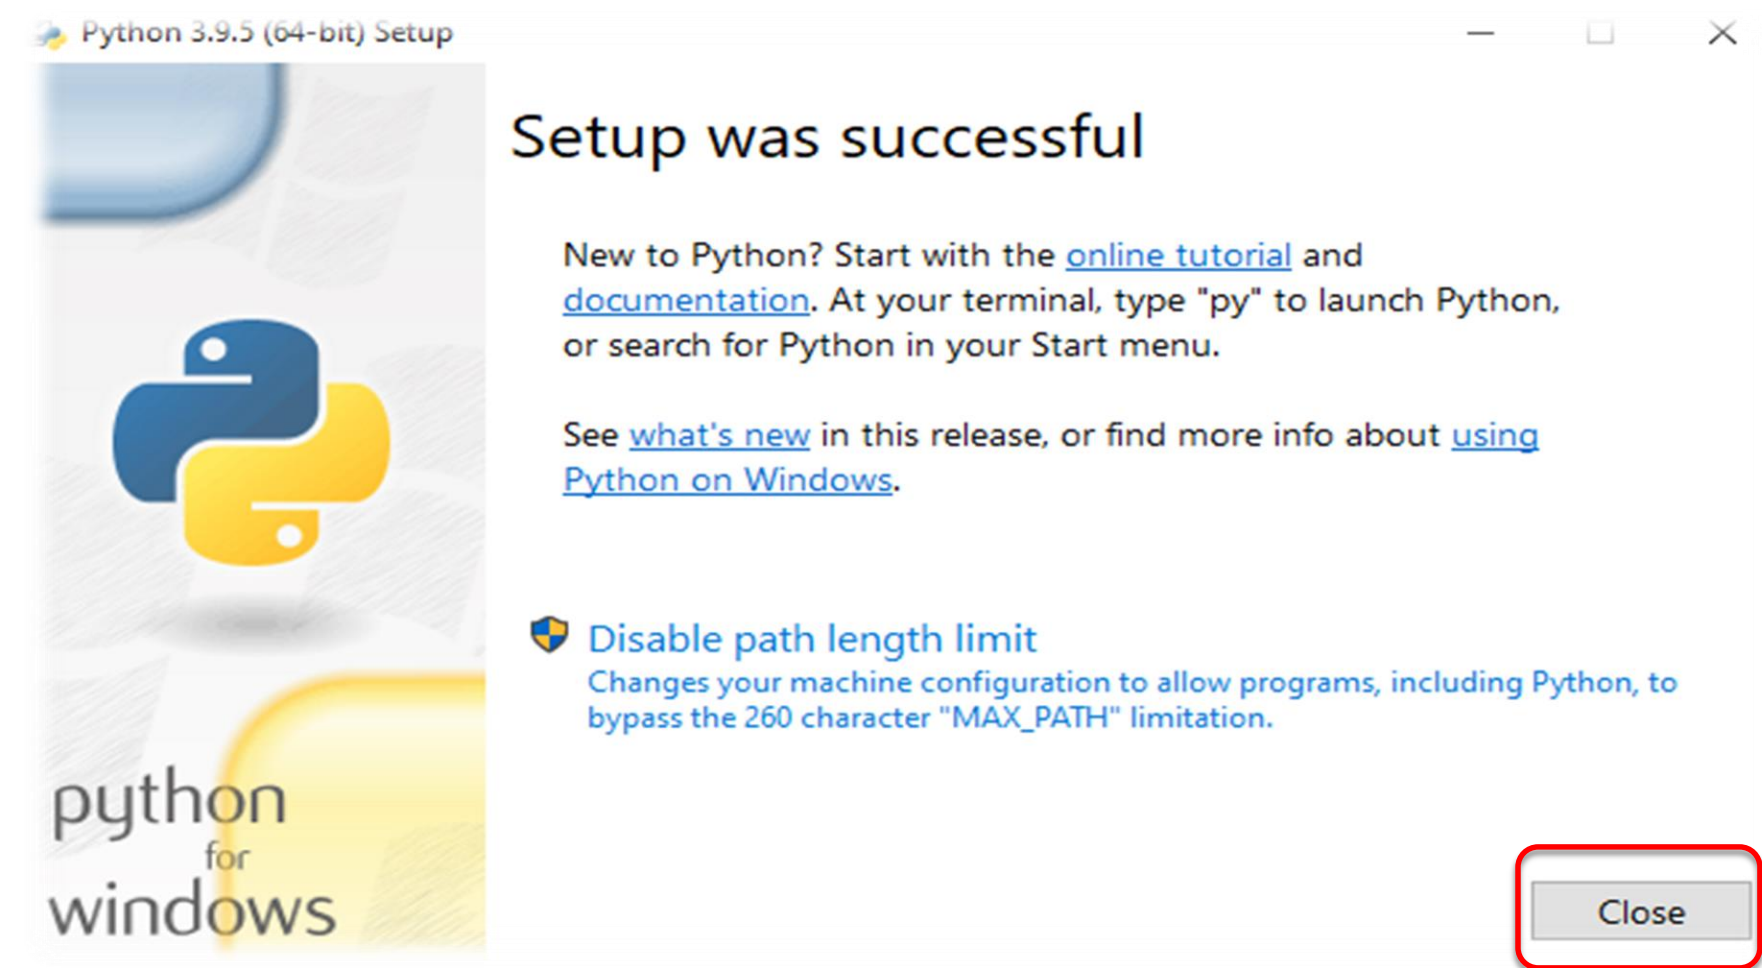 Python 3.9.5 (64-bit) Setup
Setup was successful
New to Python? Start with the online tutorial and
documentation. At your terminal, type "py" to launch Python,
or search for Python in your Start menu.
See what's new in this release, or find more info about using
Python on Windows.
Disable path length limit
Changes your machine configuration to allow programs, including Python, to
bypass the 260 character "MAX_PATH" limitation.
python
for
windows
Close